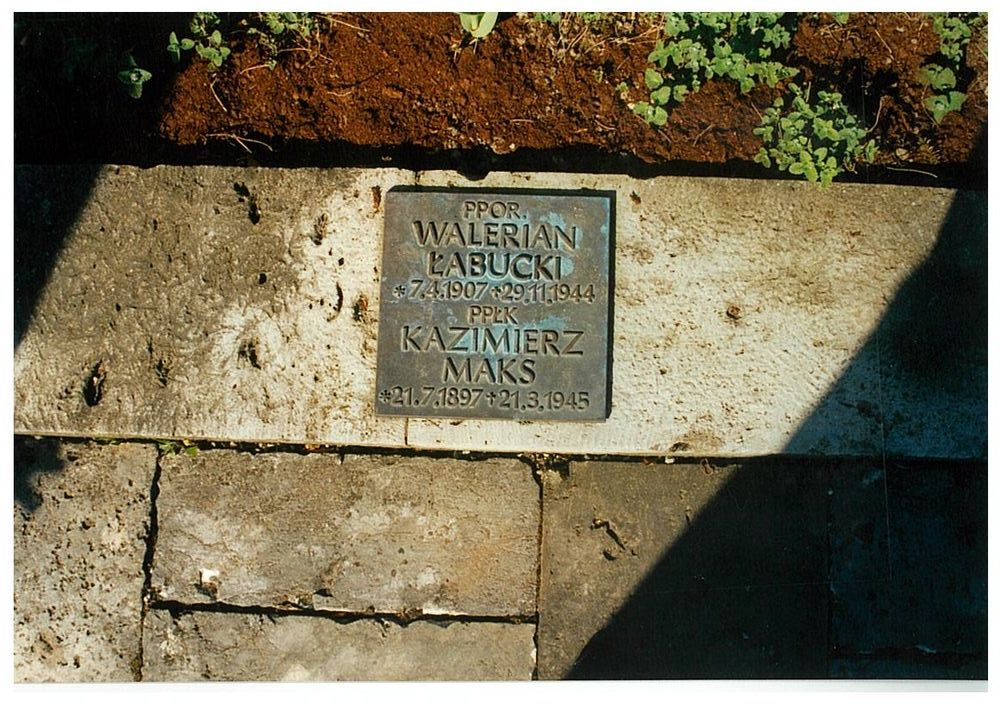 PPOR.
WALERIAN
ŁABUCKI
*7.4.1907 +29.11.1944
PPŁK
KAZIMIERZ
MAKS
*21.7.1897 +21.3.1945